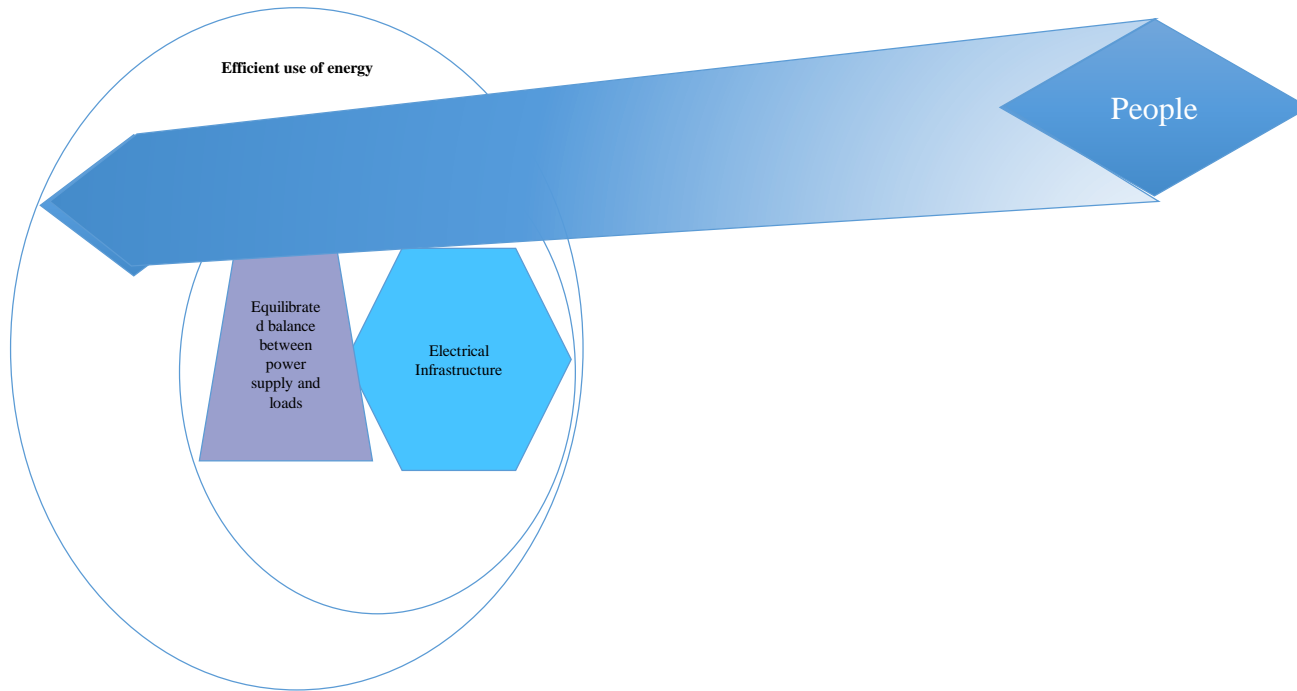 Efficient use of energy
People
Equilibrate
d balance
between
power
supply and
loads
Electrical
Infrastructure